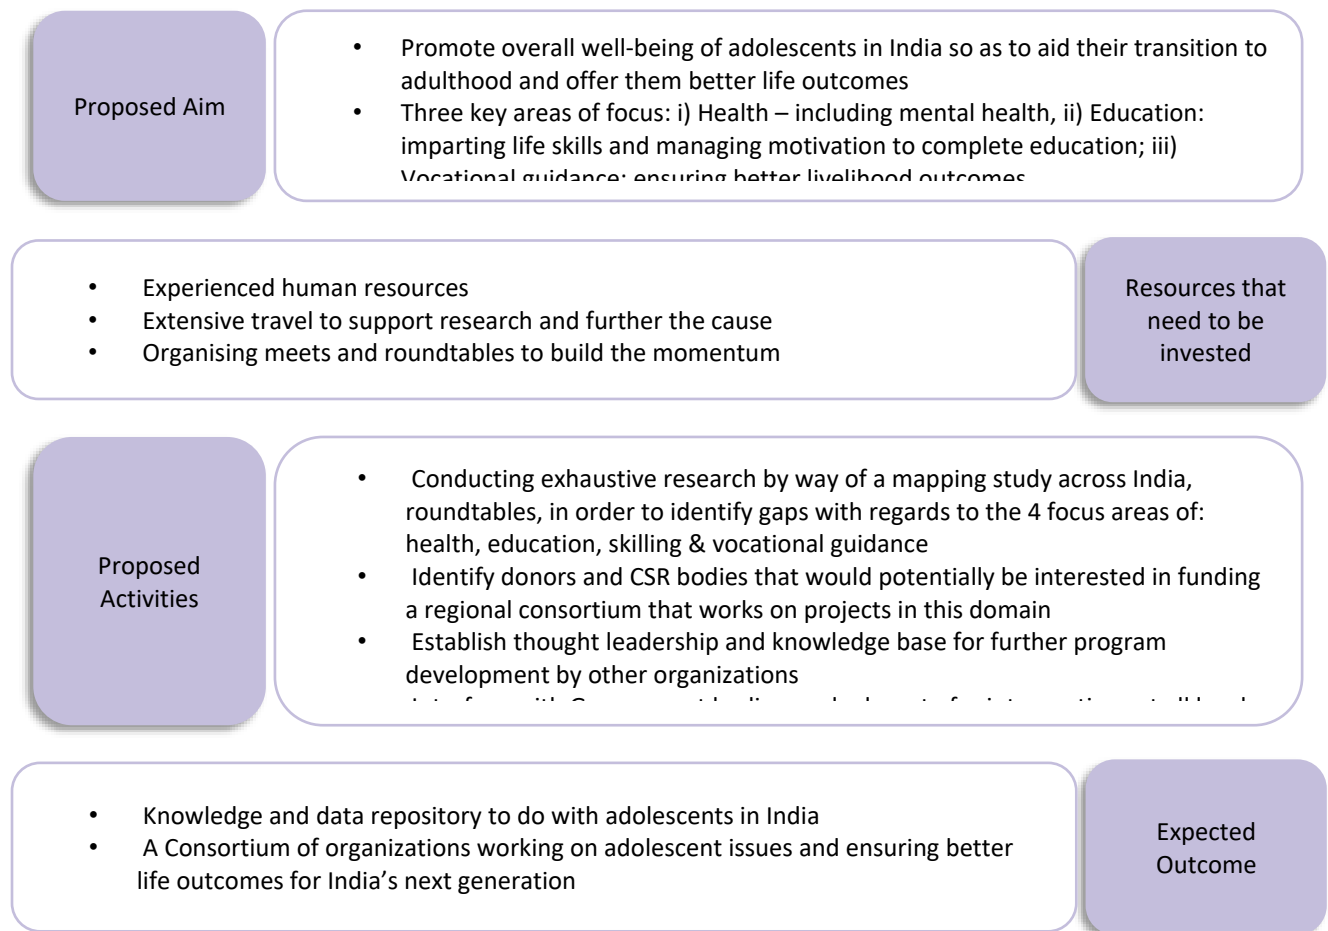 Proposed Aim
• Promote overall well-being of adolescents in India so as to aid their transition to
adulthood and offer them better life outcomes
• Three key areas of focus: i) Health – including mental health, ii) Education:
imparting life skills and managing motivation to complete education; iii)
Vocational guidance: ensuring better livelihood outcomes
• Experienced human resources
• Extensive travel to support research and further the cause
• Organising meets and roundtables to build the momentum
Resources that
need to be
invested
Proposed
Activities
• Conducting exhaustive research by way of a mapping study across India,
roundtables, in order to identify gaps with regards to the 4 focus areas of:
health, education, skilling & vocational guidance
• Identify donors and CSR bodies that would potentially be interested in funding
a regional consortium that works on projects in this domain
• Establish thought leadership and knowledge base for further program
development by other organizations
• Knowledge and data repository to do with adolescents in India
• A Consortium of organizations working on adolescent issues and ensuring better
life outcomes for India’s next generation
Expected
Outcome